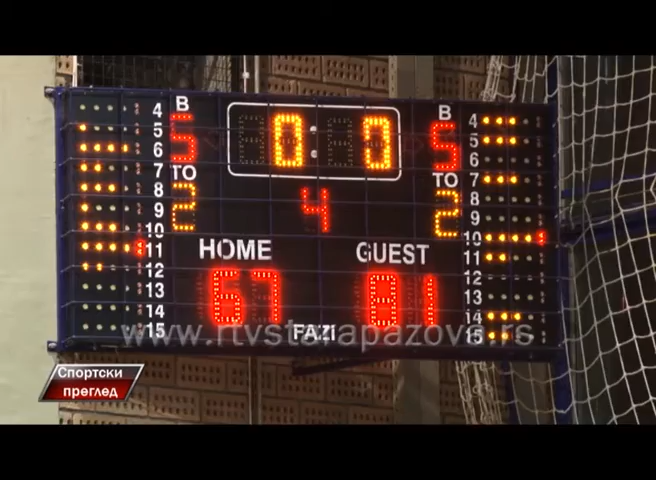 B 0 0 B
4 5 5 4
5 5
6 6
TO TO
7 7
8 2 4 2 8
9 9
10 10
11 HOME GUEST 11
12 12
13 67 81 13
14 14
15 FAZI 15
www.rtvstarapazova.rs
Спортски
преглед